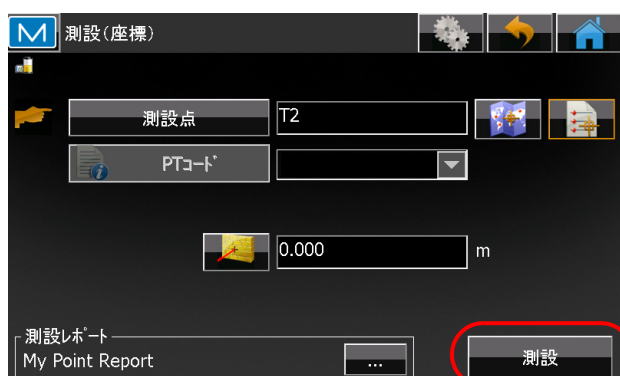 測設(座標)
測設点 T2
PTｺｰﾄﾞ
0.000 m
測設ﾚﾎﾟｰﾄ
My Point Report ... 測設